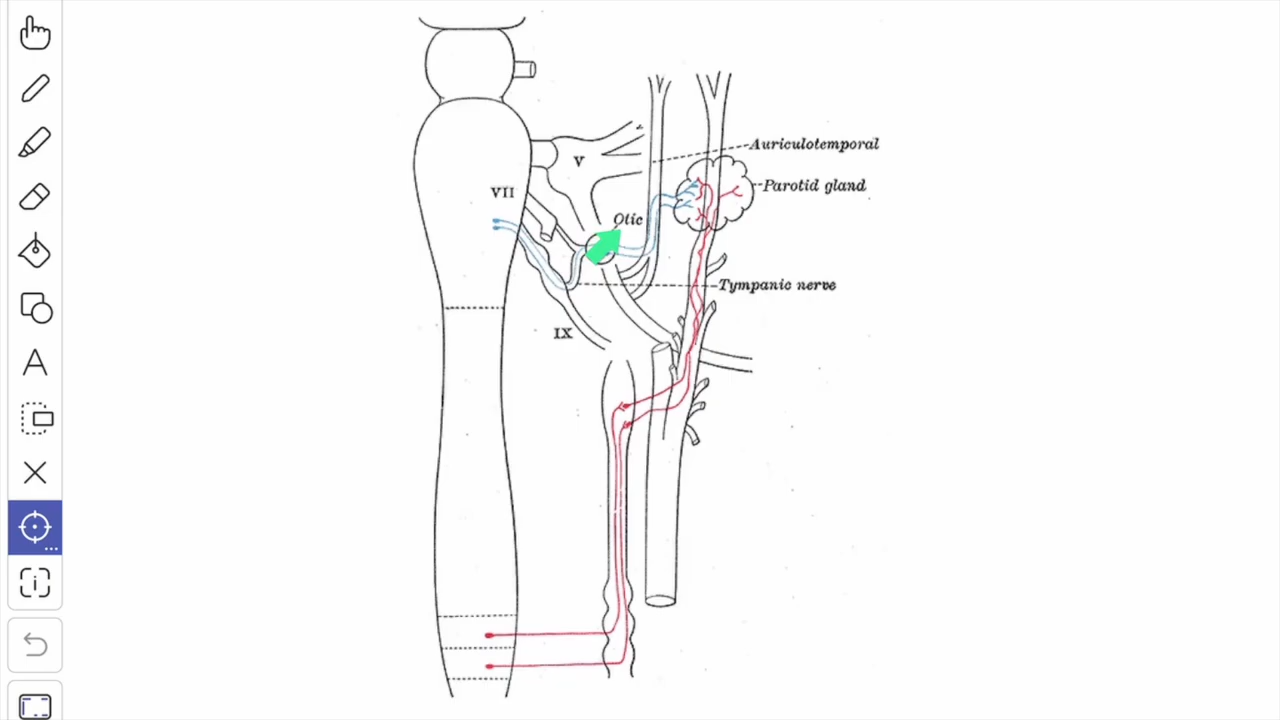 Auriculotemporal
V
Parotid gland
VII
Otic
Tympanic nerve
IX
A